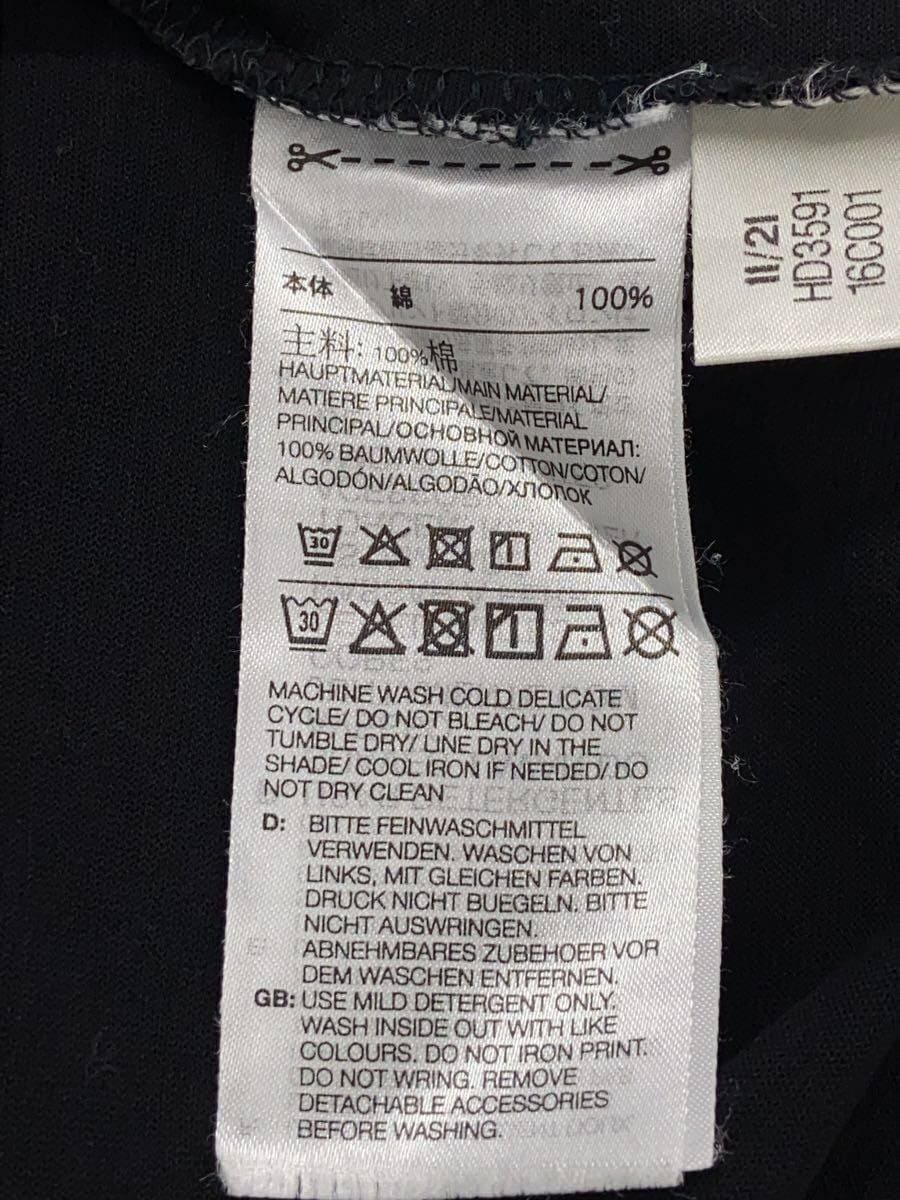 本体 綿 100%
主料: 100%棉
HAUPTMATERIAL/MAIN MATERIAL/
MATIERE PRINCIPALE/MATERIAL
PRINCIPAL/ОСНОВНОЙ МАТЕРИАЛ:
100% BAUMWOLLE/COTTON/COTON/
ALGODÓN/ALGODÃO/ХЛОПОК
30
30
MACHINE WASH COLD DELICATE
CYCLE/ DO NOT BLEACH/ DO NOT
TUMBLE DRY/ LINE DRY IN THE
SHADE/ COOL IRON IF NEEDED/ DO
NOT DRY CLEAN
D: BITTE FEINWASCHMITTEL
VERWENDEN. WASCHEN VON
LINKS, MIT GLEICHEN FARBEN.
DRUCK NICHT BUEGELN. BITTE
NICHT AUSWRINGEN.
ABNEHMBARES ZUBEHOER VOR
DEM WASCHEN ENTFERNEN.
GB: USE MILD DETERGENT ONLY.
WASH INSIDE OUT WITH LIKE
COLOURS. DO NOT IRON PRINT.
DO NOT WRING. REMOVE
DETACHABLE ACCESSORIES
BEFORE WASHING.
11/21
HD3591
16C001